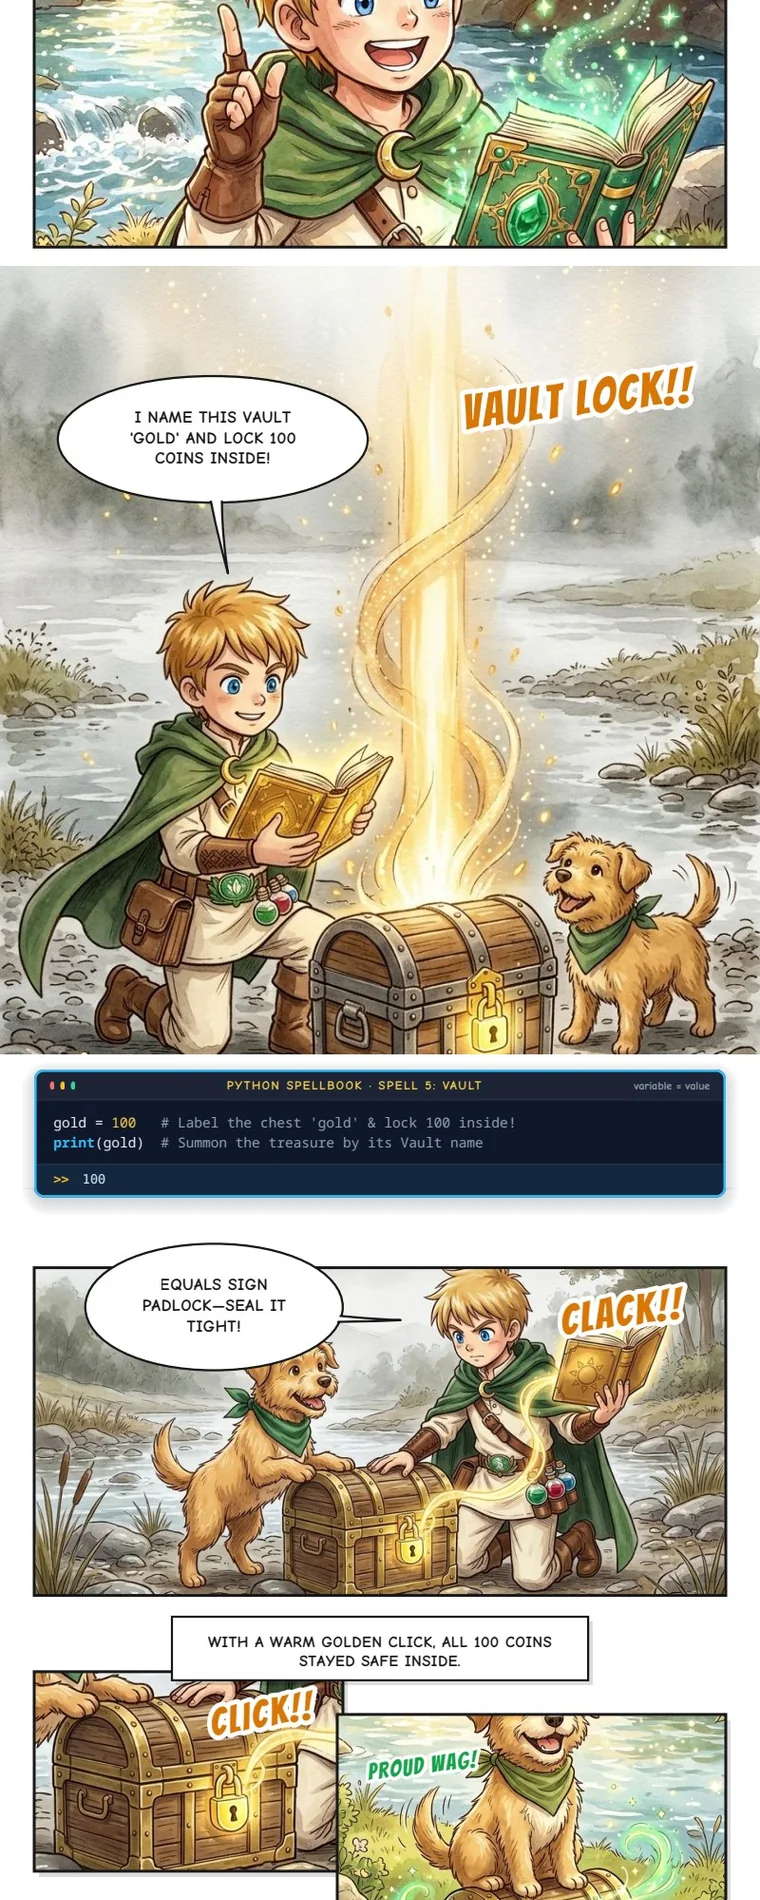 I NAME THIS VAULT
'GOLD' AND LOCK 100
COINS INSIDE!
VAULT LOCK!!
PYTHON SPELLBOOK · SPELL 5: VAULT
variable = value
gold = 100  # Label the chest 'gold' & lock 100 inside!
print(gold)  # Summon the treasure by its Vault name
>> 100
EQUALS SIGN
PADLOCK—SEAL IT
TIGHT!
CLACK!!
WITH A WARM GOLDEN CLICK, ALL 100 COINS
STAYED SAFE INSIDE.
CLICK!!
PROUD WAG!